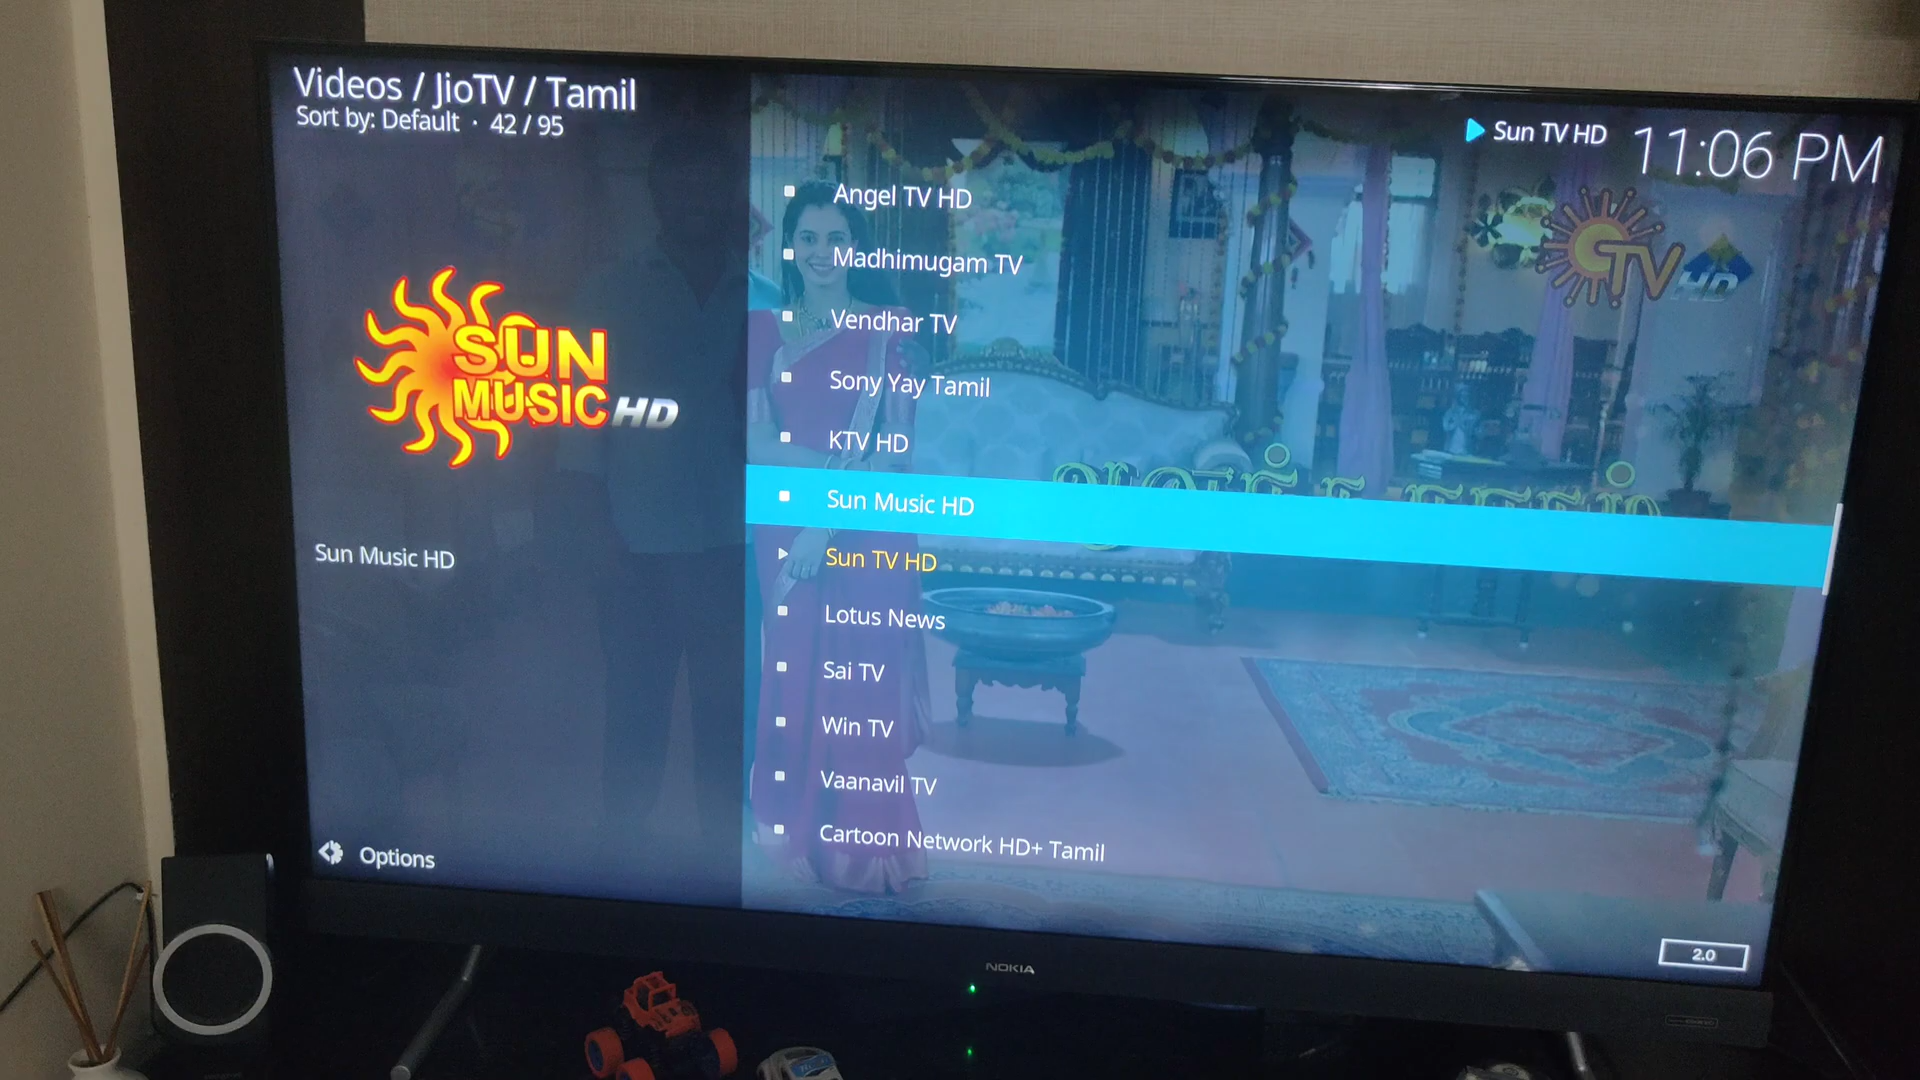 Videos / JioTV / Tamil
Sort by: Default · 42 / 95
Sun TV HD
11:06 PM
TV HD
SUN
MUSIC HD
Sun Music HD
Angel TV HD
Madhimugam TV
Vendhar TV
Sony Yay Tamil
KTV HD
Sun Music HD
Sun TV HD
Lotus News
Sai TV
Win TV
Vaanavil TV
Cartoon Network HD+ Tamil
Options
2.0
NOKIA